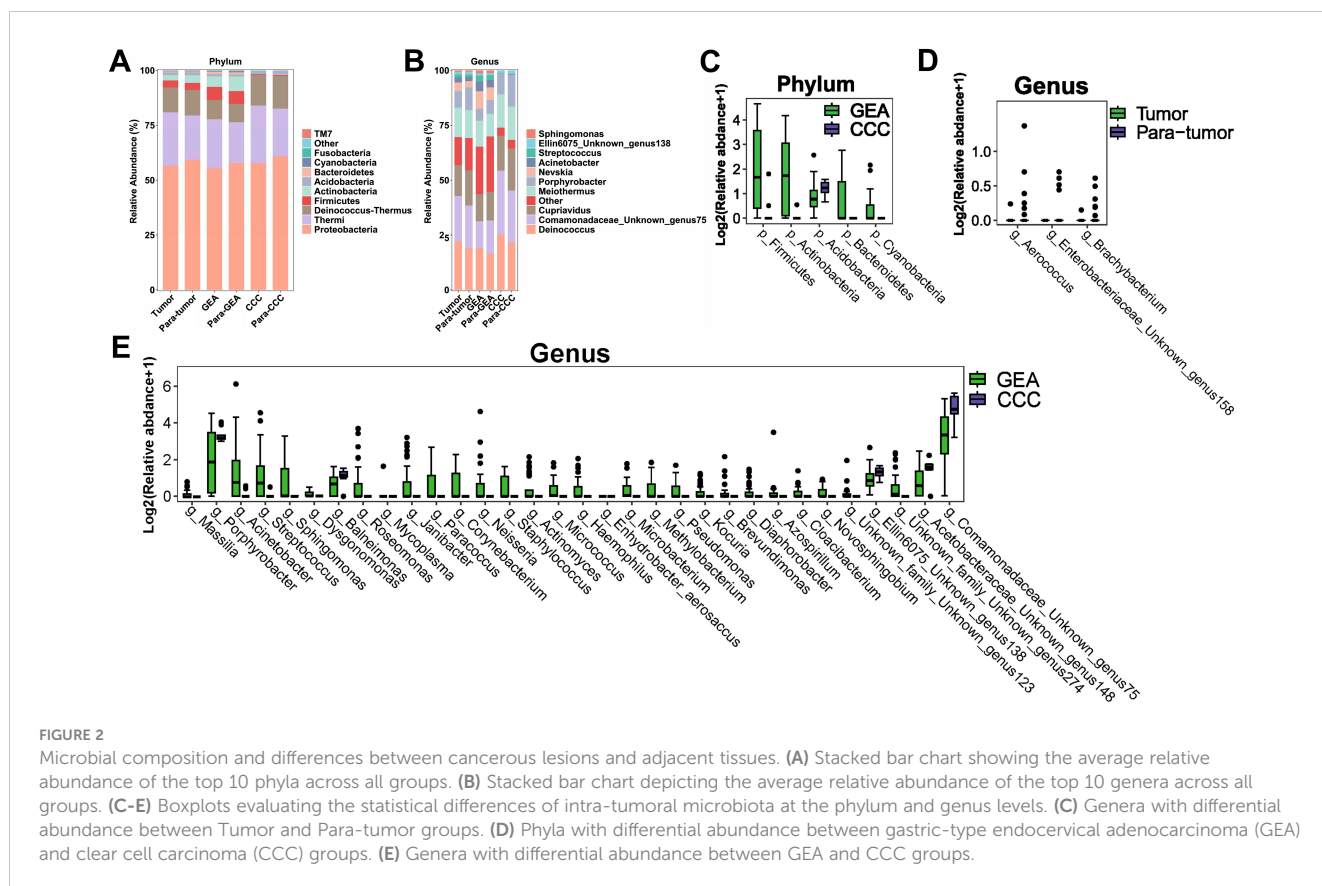 A
Phylum
Relative Abundance (%)
100
75
50
25
0
Tumor
Para-tumor
GEA
Para-GEA
CCC
Para-CCC
TM7
Other
Fusobacteria
Cyanobacteria
Bacteroidetes
Acidobacteria
Actinobacteria
Firmicutes
Deinococcus-Thermus
Thermi
Proteobacteria
B
Genus
Relative Abundance (%)
100
75
50
2
5
0
Tumor
Para-tumor
GEA
Para-GEA
CCC
Para-CCC
Sphingomonas
Ellin6075_Unknown_genus138
Streptococcus
Acinetobacter
Nevskia
Porphyrobacter
Meiothermus
Other
Cupriavidus
Comamonadaceae_Unknown_genus75
Deinococcus
C
Phylum
Log2(Relative abdance+1)
4
3
2
1
0
GEA
CCC
p_Firmicutes
p_Actinobacteria
p_Acidobacteria
p_Bacteroidetes
p_Cyanobacteria
D
Genus
Log2(Relative abdance+1)
1.0
0.5
0.0
Tumor
Para-tumor
g_Aerococcus
g_Enterobacteriaceae_Unknown_genus158
g_Brachybacterium
E
Genus
Log2(Relative abdance+1)
6
4
2
0
GEA
CCC
g_Massilia
g_Porphyrobacter
g_Acinetobacter
g_Streptococcus
g_Sphingomonas
g_Dysgonomonas
g_Balneimonas
g_Roseomonas
g_Mycoplasma
g_Janibacter
g_Paracoccus
g_Corynebacterium
g_Neisseria
g_Staphylococcus
g_Actinomyces
g_Micrococcus
g_Haemophilus
g_Enhydrobacter_aerosaccus
g_Microbacterium
g_Methylobacterium
g_Pseudomonas
g_Kocuria
g_Brevundimonas
g_Diaphorobacter
g_Azospirillum
g_Cloacibacterium
g_Novosphingobium
g_Unknown_family_Unknown_genus123
g_Ellin6075_Unknown_genus138
g_Unknown_family_Unknown_genus274
g_Acetobacteraceae_Unknown_genus148
g_Comamonadaceae_Unknown_genus75
FIGURE 2
Microbial composition and differences between cancerous lesions and adjacent tissues. (A) Stacked bar chart showing the average relative
abundance of the top 10 phyla across all groups. (B) Stacked bar chart depicting the average relative abundance of the top 10 genera across all
groups. (C-E) Boxplots evaluating the statistical differences of intra-tumoral microbiota at the phylum and genus levels. (C) Genera with differential
abundance between Tumor and Para-tumor groups. (D) Phyla with differential abundance between gastric-type endocervical adenocarcinoma (GEA)
and clear cell carcinoma (CCC) groups. (E) Genera with differential abundance between GEA and CCC groups.